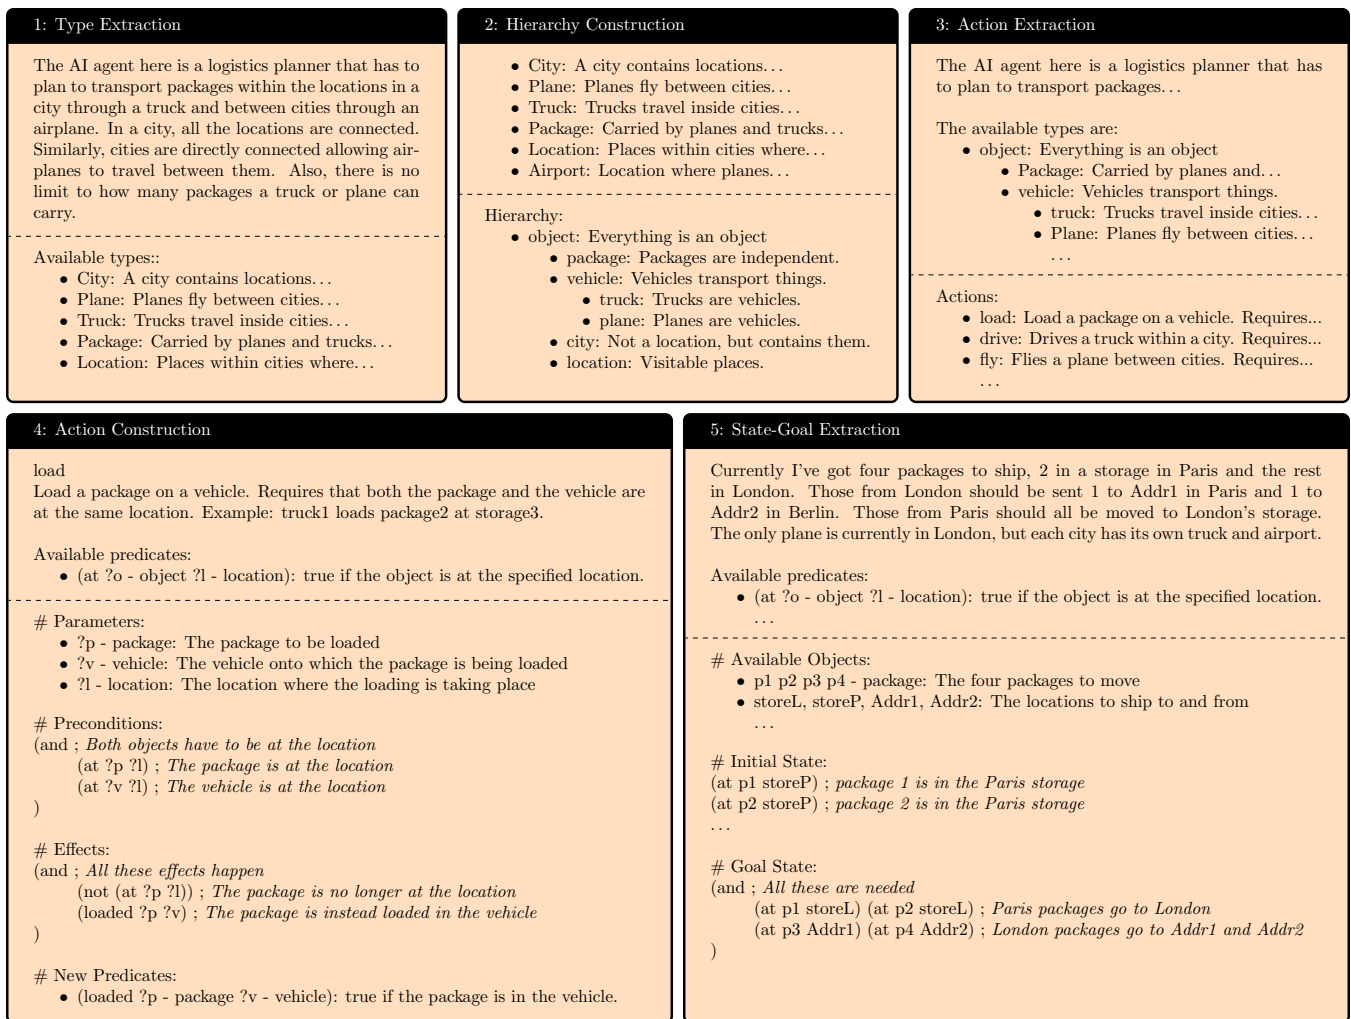 1: Type Extraction
The AI agent here is a logistics planner that has to
plan to transport packages within the locations in a
city through a truck and between cities through an
airplane. In a city, all the locations are connected.
Similarly, cities are directly connected allowing air-
planes to travel between them. Also, there is no
limit to how many packages a truck or plane can
carry.
Available types::
• City: A city contains locations...
• Plane: Planes fly between cities...
• Truck: Trucks travel inside cities...
• Package: Carried by planes and trucks...
• Location: Places within cities where...
2: Hierarchy Construction
• City: A city contains locations...
• Plane: Planes fly between cities...
• Truck: Trucks travel inside cities...
• Package: Carried by planes and trucks...
• Location: Places within cities where...
• Airport: Location where planes...
Hierarchy:
• object: Everything is an object
• package: Packages are independent.
• vehicle: Vehicles transport things.
• truck: Trucks are vehicles.
• plane: Planes are vehicles.
• city: Not a location, but contains them.
• location: Visitable places.
3: Action Extraction
The AI agent here is a logistics planner that has
to plan to transport packages...
The available types are:
• object: Everything is an object
• Package: Carried by planes and...
• vehicle: Vehicles transport things.
• truck: Trucks travel inside cities...
• Plane: Planes fly between cities...
...
Actions:
• load: Load a package on a vehicle. Requires...
• drive: Drives a truck within a city. Requires...
• fly: Flies a plane between cities. Requires...
...
4: Action Construction
load
Load a package on a vehicle. Requires that both the package and the vehicle are
at the same location. Example: truck1 loads package2 at storage3.
Available predicates:
• (at ?o - object ?l - location): true if the object is at the specified location.
# Parameters:
• ?p - package: The package to be loaded
• ?v - vehicle: The vehicle onto which the package is being loaded
• ?l - location: The location where the loading is taking place
# Preconditions:
(and ; Both objects have to be at the location
(at ?p ?l) ; The package is at the location
(at ?v ?l) ; The vehicle is at the location
)
# Effects:
(and ; All these effects happen
(not (at ?p ?l)) ; The package is no longer at the location
(loaded ?p ?v) ; The package is instead loaded in the vehicle
)
# New Predicates:
• (loaded ?p - package ?v - vehicle): true if the package is in the vehicle.
5: State-Goal Extraction
Currently I've got four packages to ship, 2 in a storage in Paris and the rest
in London. Those from London should be sent 1 to Addr1 in Paris and 1 to
Addr2 in Berlin. Those from Paris should all be moved to London's storage.
The only plane is currently in London, but each city has its own truck and airport.
Available predicates:
• (at ?o - object ?l - location): true if the object is at the specified location.
...
# Available Objects:
• p1 p2 p3 p4 - package: The four packages to move
• storeL, storeP, Addr1, Addr2: The locations to ship to and from
...
# Initial State:
(at p1 storeP) ; package 1 is in the Paris storage
(at p2 storeP) ; package 2 is in the Paris storage
...
# Goal State:
(and ; All these are needed
(at p1 storeL) (at p2 storeL) ; Paris packages go to London
(at p3 Addr1) (at p4 Addr2) ; London packages go to Addr1 and Addr2
)